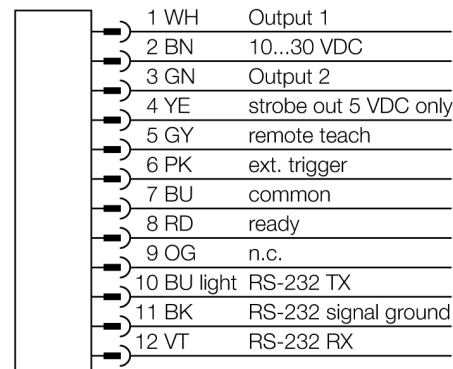 1 WH Output 1
2 BN 10...30 VDC
3 GN Output 2
4 YE strobe out 5 VDC only
5 GY remote teach
6 PK ext. trigger
7 BU common
8 RD ready
9 OG n.c.
10 BU light RS-232 TX
11 BK RS-232 signal ground
12 VT RS-232 RX